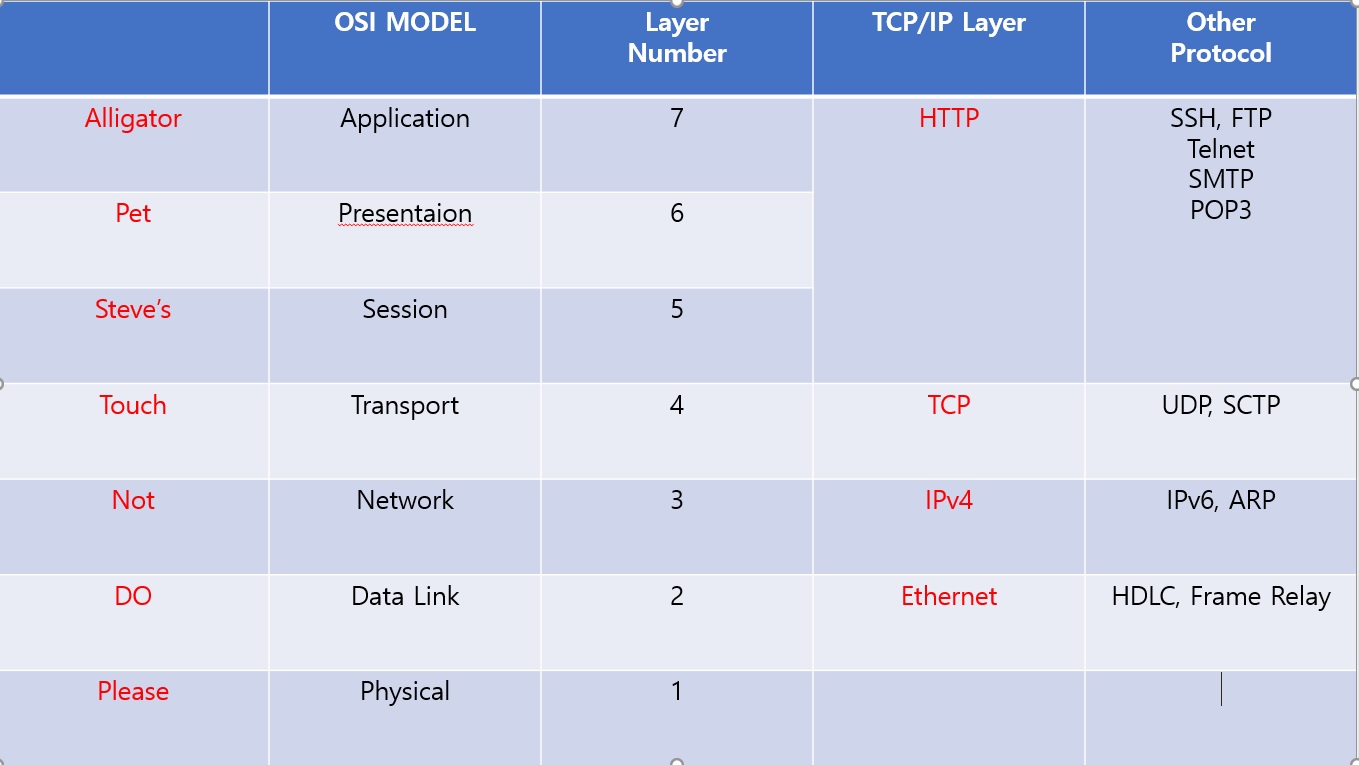 OSI MODEL
Layer
Number
TCP/IP Layer
Other
Protocol
Alligator
Application
7
HTTP
SSH, FTP
Telnet
SMTP
POP3
Pet
Presentaion
6
Steve’s
Session
5
Touch
Transport
4
TCP
UDP, SCTP
Not
Network
3
IPv4
IPv6, ARP
DO
Data Link
2
Ethernet
HDLC, Frame Relay
Please
Physical
1